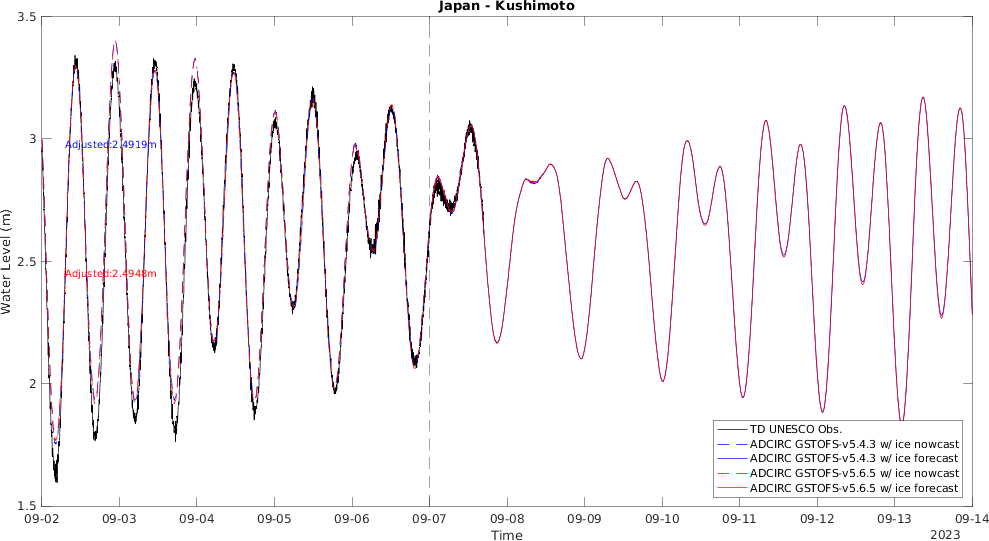 Japan - Kushimoto
3.5
3
2.5
2
1.5
Water Level (m)
Adjusted:2.4919m
Adjusted:2.4948m
TD UNESCO Obs.
ADCIRC GSTOFS-v5.4.3 w/ ice nowcast
ADCIRC GSTOFS-v5.4.3 w/ ice forecast
ADCIRC GSTOFS-v5.6.5 w/ ice nowcast
ADCIRC GSTOFS-v5.6.5 w/ ice forecast
09-02 09-03 09-04 09-05 09-06 09-07 09-08 09-09 09-10 09-11 09-12 09-13 09-14
Time
2023